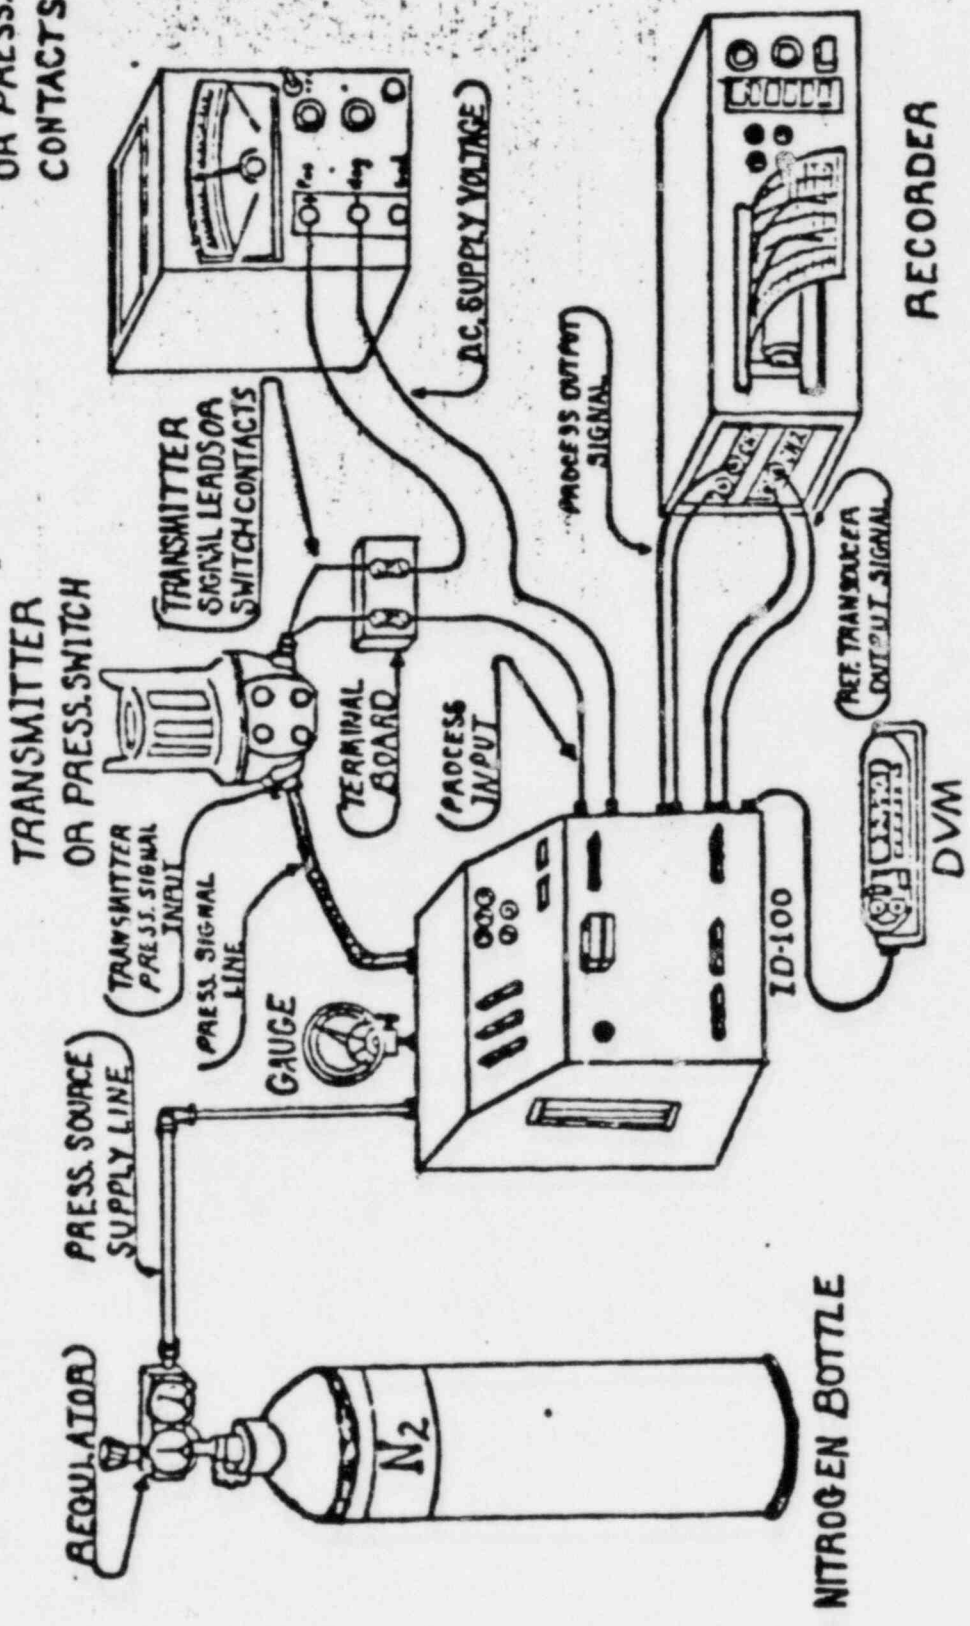 OR PRESS.
CONTACTS
TRANSMITTER
OR PRESS. SWITCH
REGULATOR
PRESS. SOURCE
SUPPLY LINE
TRANSMITTER
PRESS. SIGNAL
INPUT
PRESS SIGNAL
LINE
GAUGE
TRANSMITTER
SIGNAL LEADS OR
SWITCH CONTACTS
TERMINAL
BOARD
PROCESS
INPUT
Pos
Neg
D.C. SUPPLY VOLTAGE
PROCESS OUTPUT
SIGNAL
REF. TRANSDUCER
OUTPUT SIGNAL
RECORDER
ID-100
DVM
N2
NITROGEN BOTTLE